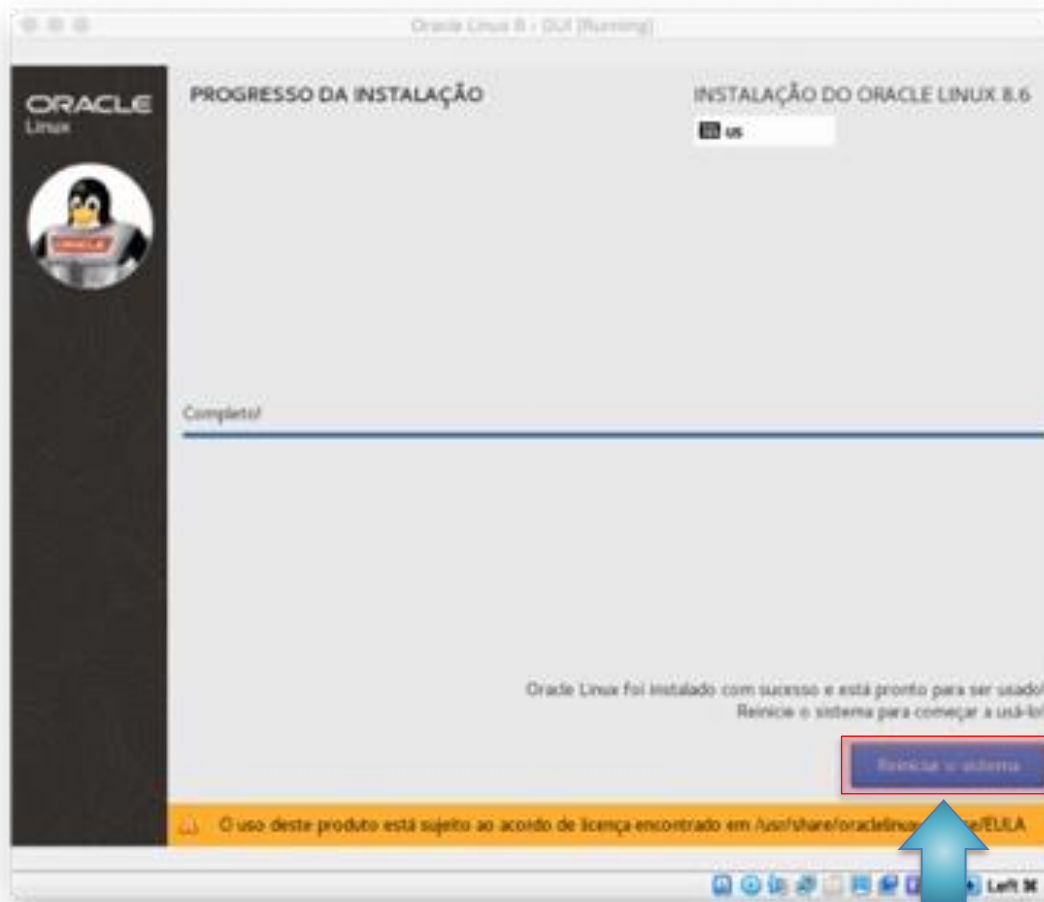 Oracle Linux 8 - GUI [Running]
ORACLE
Linux
PROGRESSO DA INSTALAÇÃO
INSTALAÇÃO DO ORACLE LINUX 8.6
us
ORACLE
Completo!
Oracle Linux foi instalado com sucesso e está pronto para ser usado!
Reinicie o sistema para começar a usá-lo!
Reiniciar o sistema
O uso deste produto está sujeito ao acordo de licença encontrado em /usr/share/oraclelinux /EULA
Left ⌘